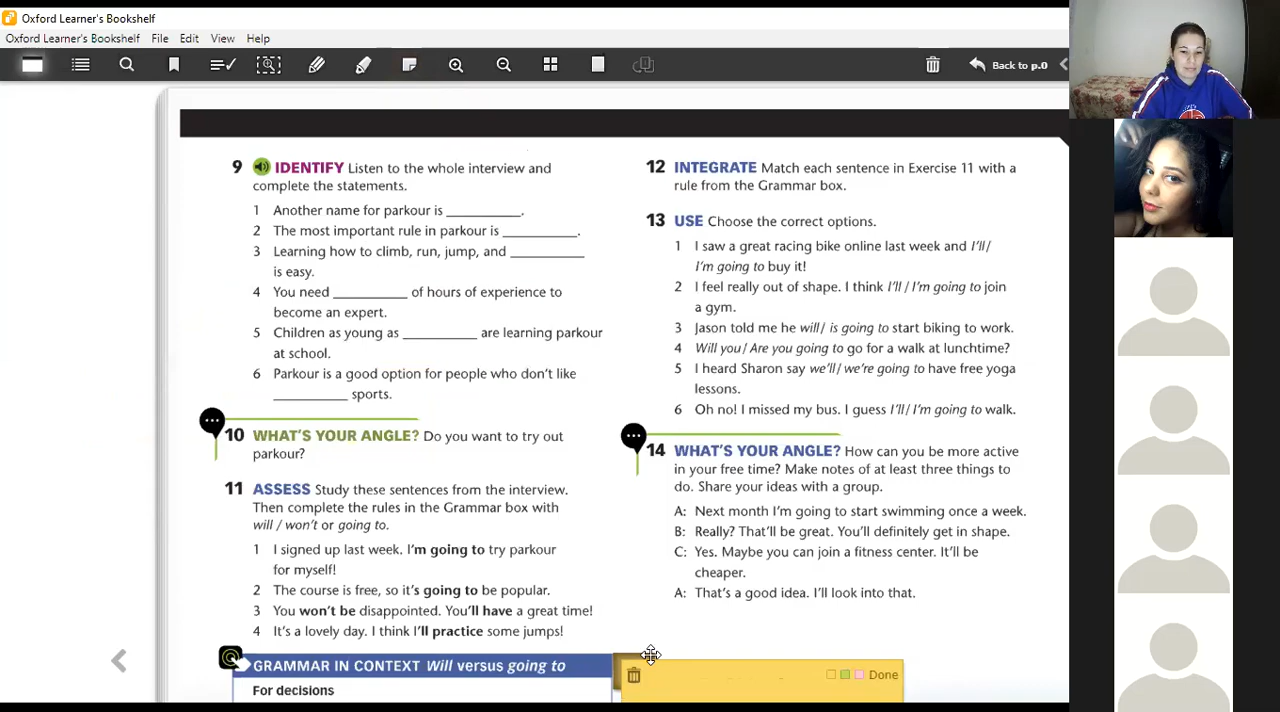 Oxford Learner's Bookshelf
Oxford Learner's Bookshelf File Edit View Help
Back to p.0
9 IDENTIFY Listen to the whole interview and
complete the statements.
1 Another name for parkour is __________.
2 The most important rule in parkour is __________.
3 Learning how to climb, run, jump, and __________
is easy.
4 You need __________ of hours of experience to
become an expert.
5 Children as young as __________ are learning parkour
at school.
6 Parkour is a good option for people who don't like
__________ sports.
10 WHAT'S YOUR ANGLE? Do you want to try out
parkour?
11 ASSESS Study these sentences from the interview.
Then complete the rules in the Grammar box with
will / won't or going to.
1 I signed up last week. I'm going to try parkour
for myself!
2 The course is free, so it's going to be popular.
3 You won't be disappointed. You'll have a great time!
4 It's a lovely day. I think I'll practice some jumps!
GRAMMAR IN CONTEXT Will versus going to
For decisions
12 INTEGRATE Match each sentence in Exercise 11 with a
rule from the Grammar box.
13 USE Choose the correct options.
1 I saw a great racing bike online last week and I'll /
I'm going to buy it!
2 I feel really out of shape. I think I'll / I'm going to join
a gym.
3 Jason told me he will / is going to start biking to work.
4 Will you / Are you going to go for a walk at lunchtime?
5 I heard Sharon say we'll / we're going to have free yoga
lessons.
6 Oh no! I missed my bus. I guess I'll / I'm going to walk.
14 WHAT'S YOUR ANGLE? How can you be more active
in your free time? Make notes of at least three things to
do. Share your ideas with a group.
A: Next month I'm going to start swimming once a week.
B: Really? That'll be great. You'll definitely get in shape.
C: Yes. Maybe you can join a fitness center. It'll be
cheaper.
A: That's a good idea. I'll look into that.
Done